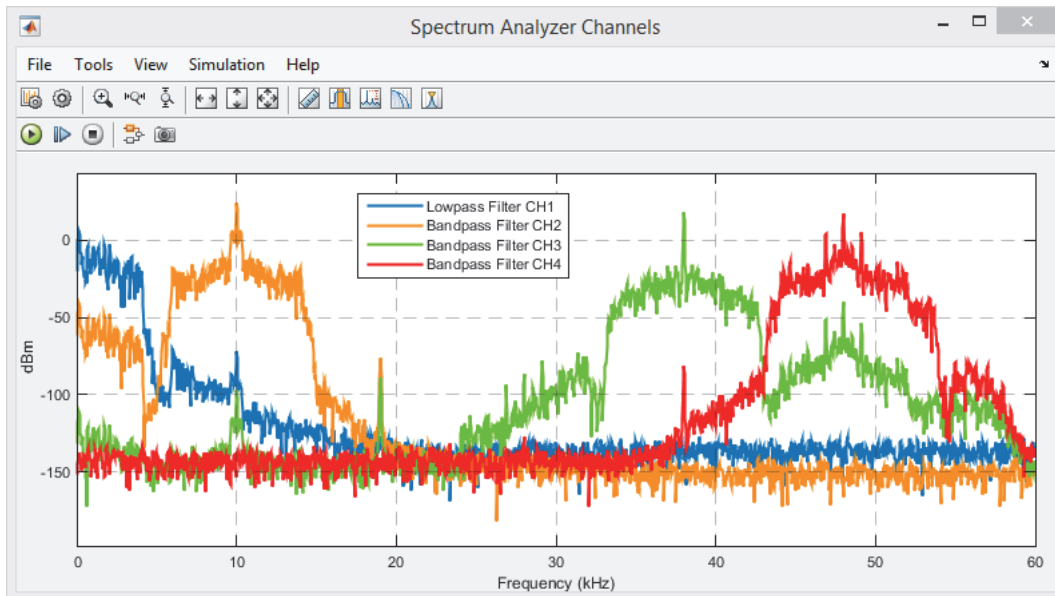 Spectrum Analyzer Channels
File Tools View Simulation Help
Lowpass Filter CH1
Bandpass Filter CH2
Bandpass Filter CH3
Bandpass Filter CH4
dBm
0
-50
-100
-150
0 10 20 30 40 50 60
Frequency (kHz)